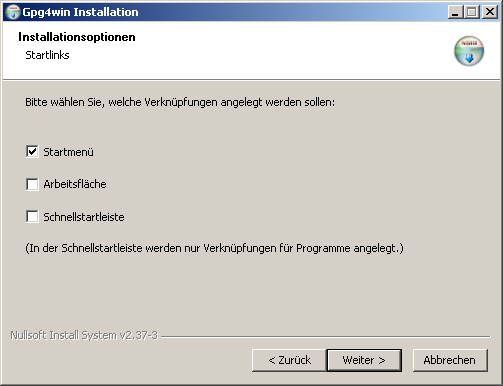 Gpg4win Installation
Installationsoptionen
Startlinks
Bitte wählen Sie, welche Verknüpfungen angelegt werden sollen:
Startmenü
Arbeitsfläche
Schnellstartleiste
(In der Schnellstartleiste werden nur Verknüpfungen für Programme angelegt.)
Nullsoft Install System v2.37-3
< Zurück
Weiter >
Abbrechen